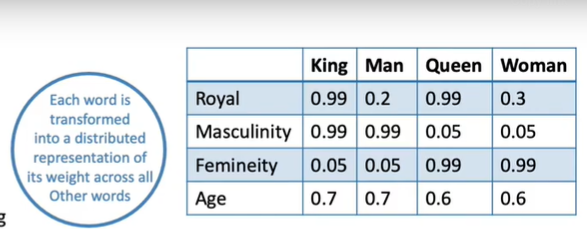 King Man Queen Woman
Royal 0.99 0.2 0.99 0.3
Masculinity 0.99 0.99 0.05 0.05
Femineity 0.05 0.05 0.99 0.99
Age 0.7 0.7 0.6 0.6
Each word is
transformed
into a distributed
representation of
its weight across all
Other words
g